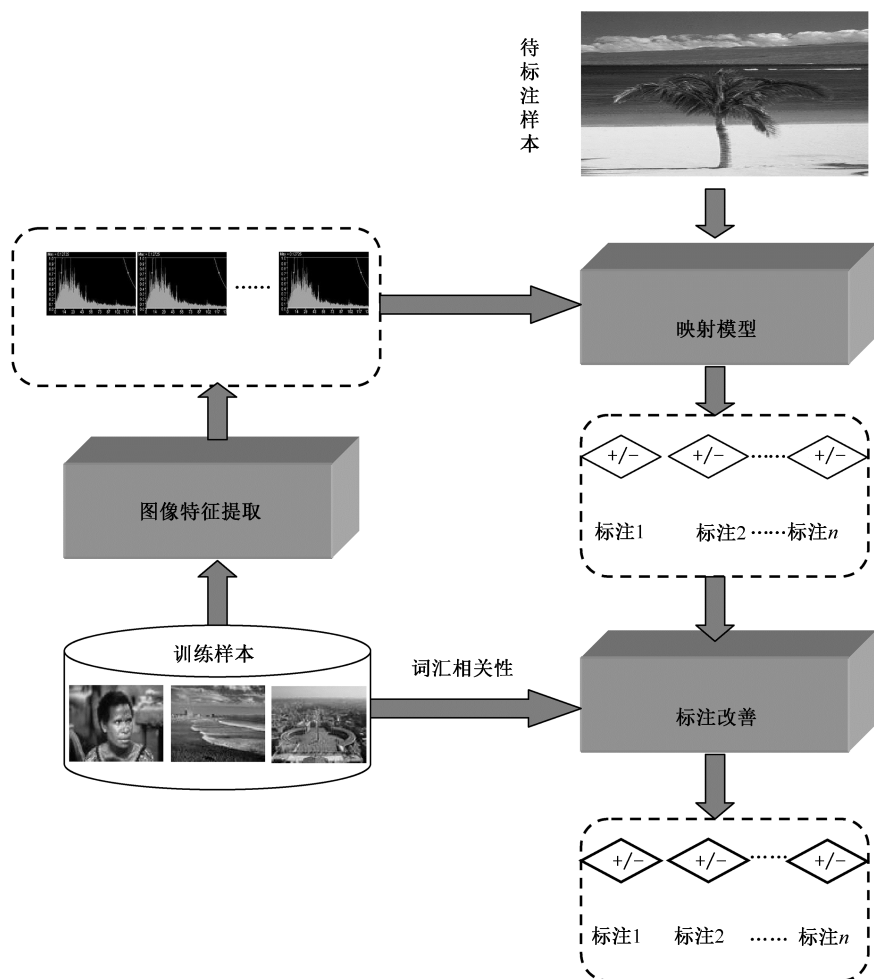 待标注样本
……
映射模型
+/− +/− …… +/−
标注1 标注2 ……标注n
图像特征提取
训练样本
词汇相关性
标注改善
+/− +/− …… +/−
标注1 标注2 …… 标注n